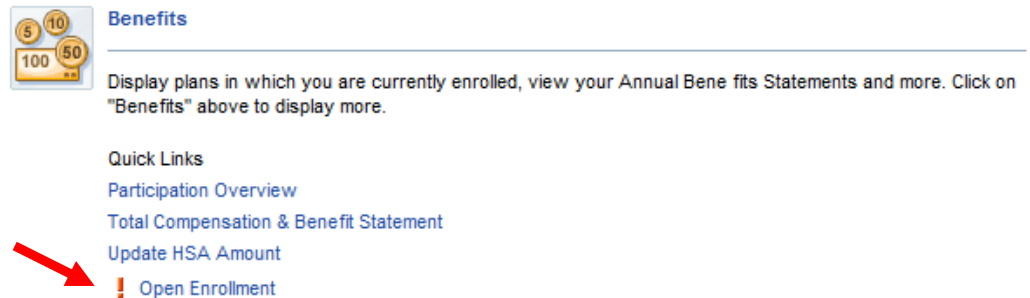 5 10
100 50
Benefits
Display plans in which you are currently enrolled, view your Annual Bene fits Statements and more. Click on
"Benefits" above to display more.
Quick Links
Participation Overview
Total Compensation & Benefit Statement
Update HSA Amount
! Open Enrollment